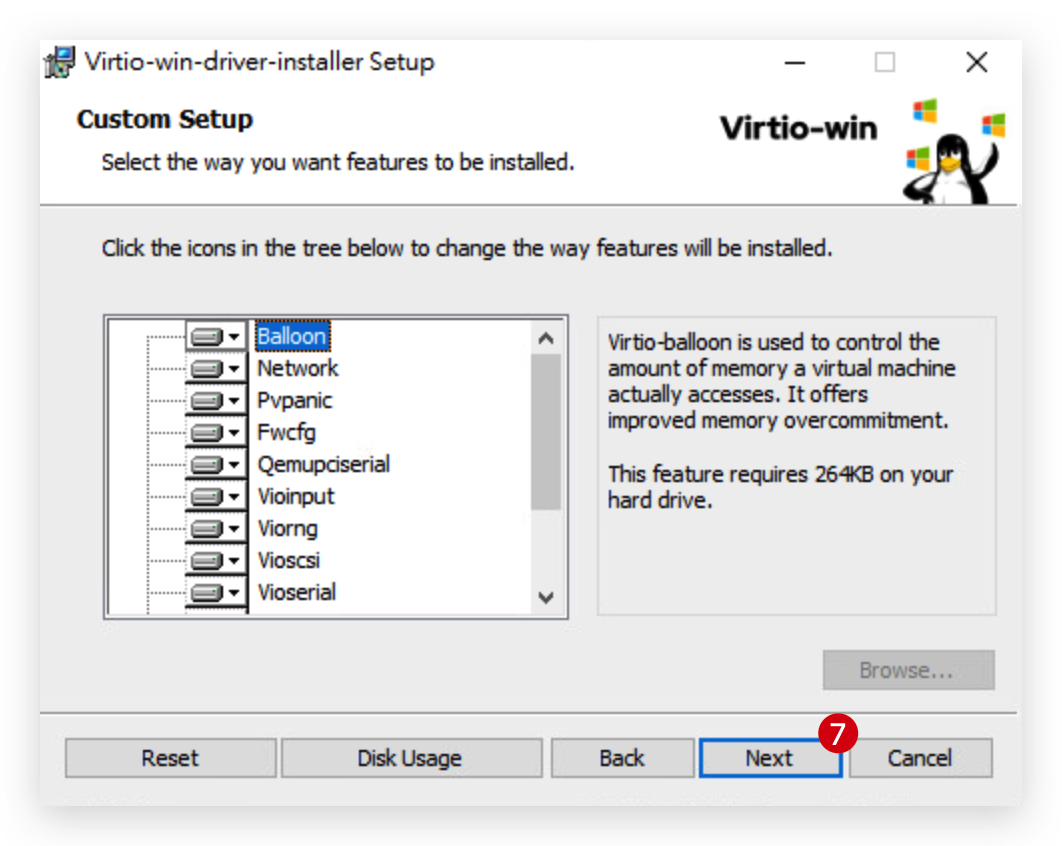 Virtio-win-driver-installer Setup
Custom Setup
Select the way you want features to be installed.
Virtio-win
Click the icons in the tree below to change the way features will be installed.
Balloon
Network
Pvpanic
Fwcfg
Qemupciserial
Vioinput
Viorng
Vioscsi
Vioserial
Virtio-balloon is used to control the
amount of memory a virtual machine
actually accesses. It offers
improved memory overcommitment.
This feature requires 264KB on your
hard drive.
Browse...
7
Reset
Disk Usage
Back
Next
Cancel